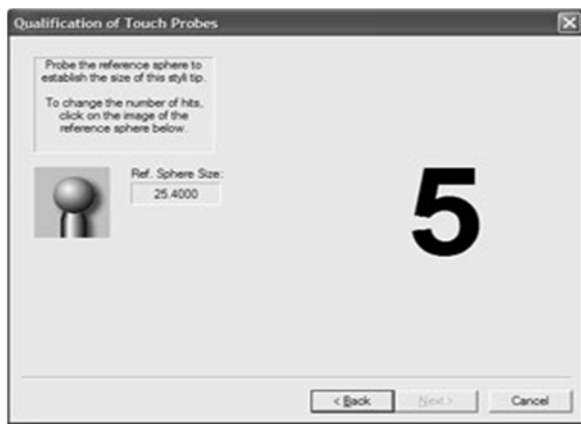 Qualification of Touch Probes
Probe the reference sphere to
establish the size of this styli tip.
To change the number of hits,
click on the image of the
reference sphere below.
Ref. Sphere Size:
25.4000
5
< Back
Next >
Cancel